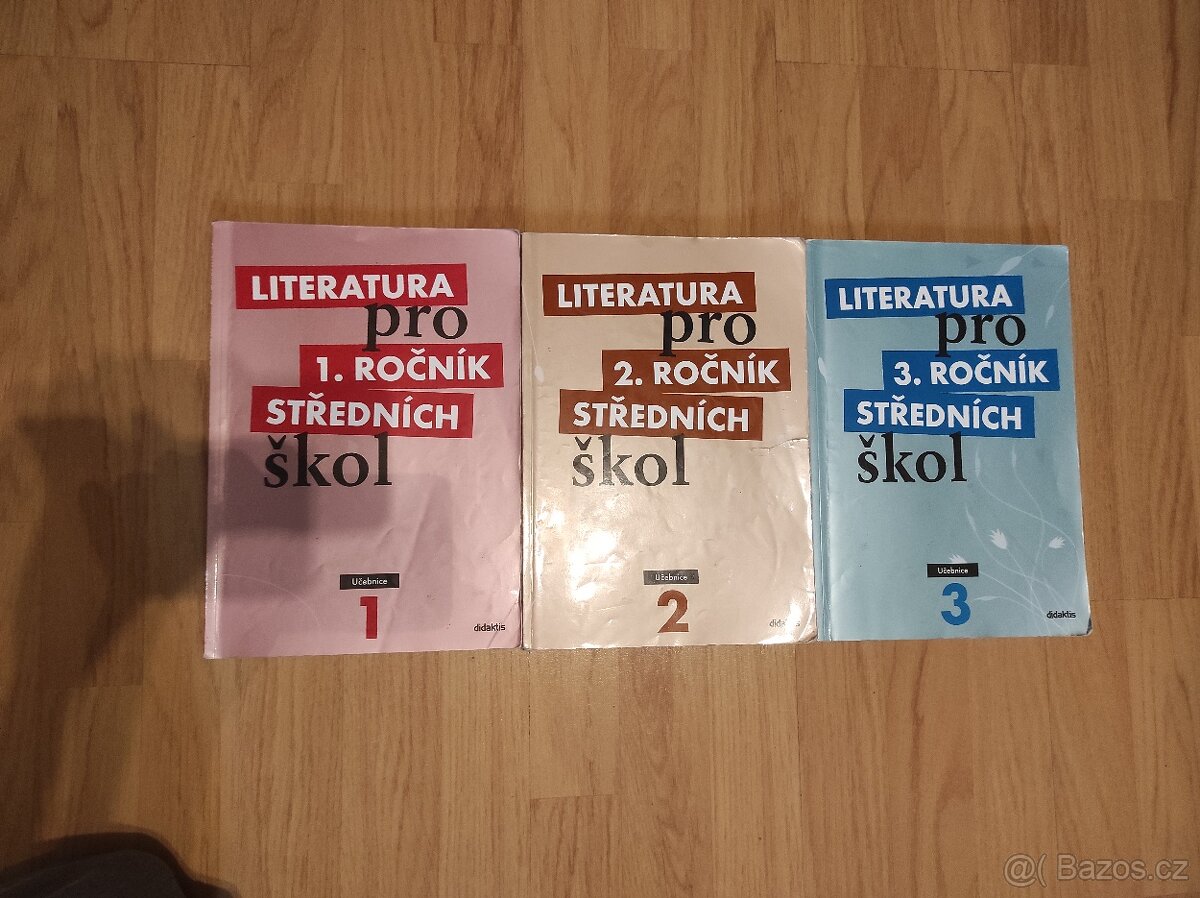 LITERATURA
pro
1. ROČNÍK
STŘEDNÍCH
škol
Učebnice
1
didaktis
LITERATURA
pro
2. ROČNÍK
STŘEDNÍCH
škol
Učebnice
2
didaktis
LITERATURA
pro
3. ROČNÍK
STŘEDNÍCH
škol
Učebnice
3
didaktis
@( Bazos.cz